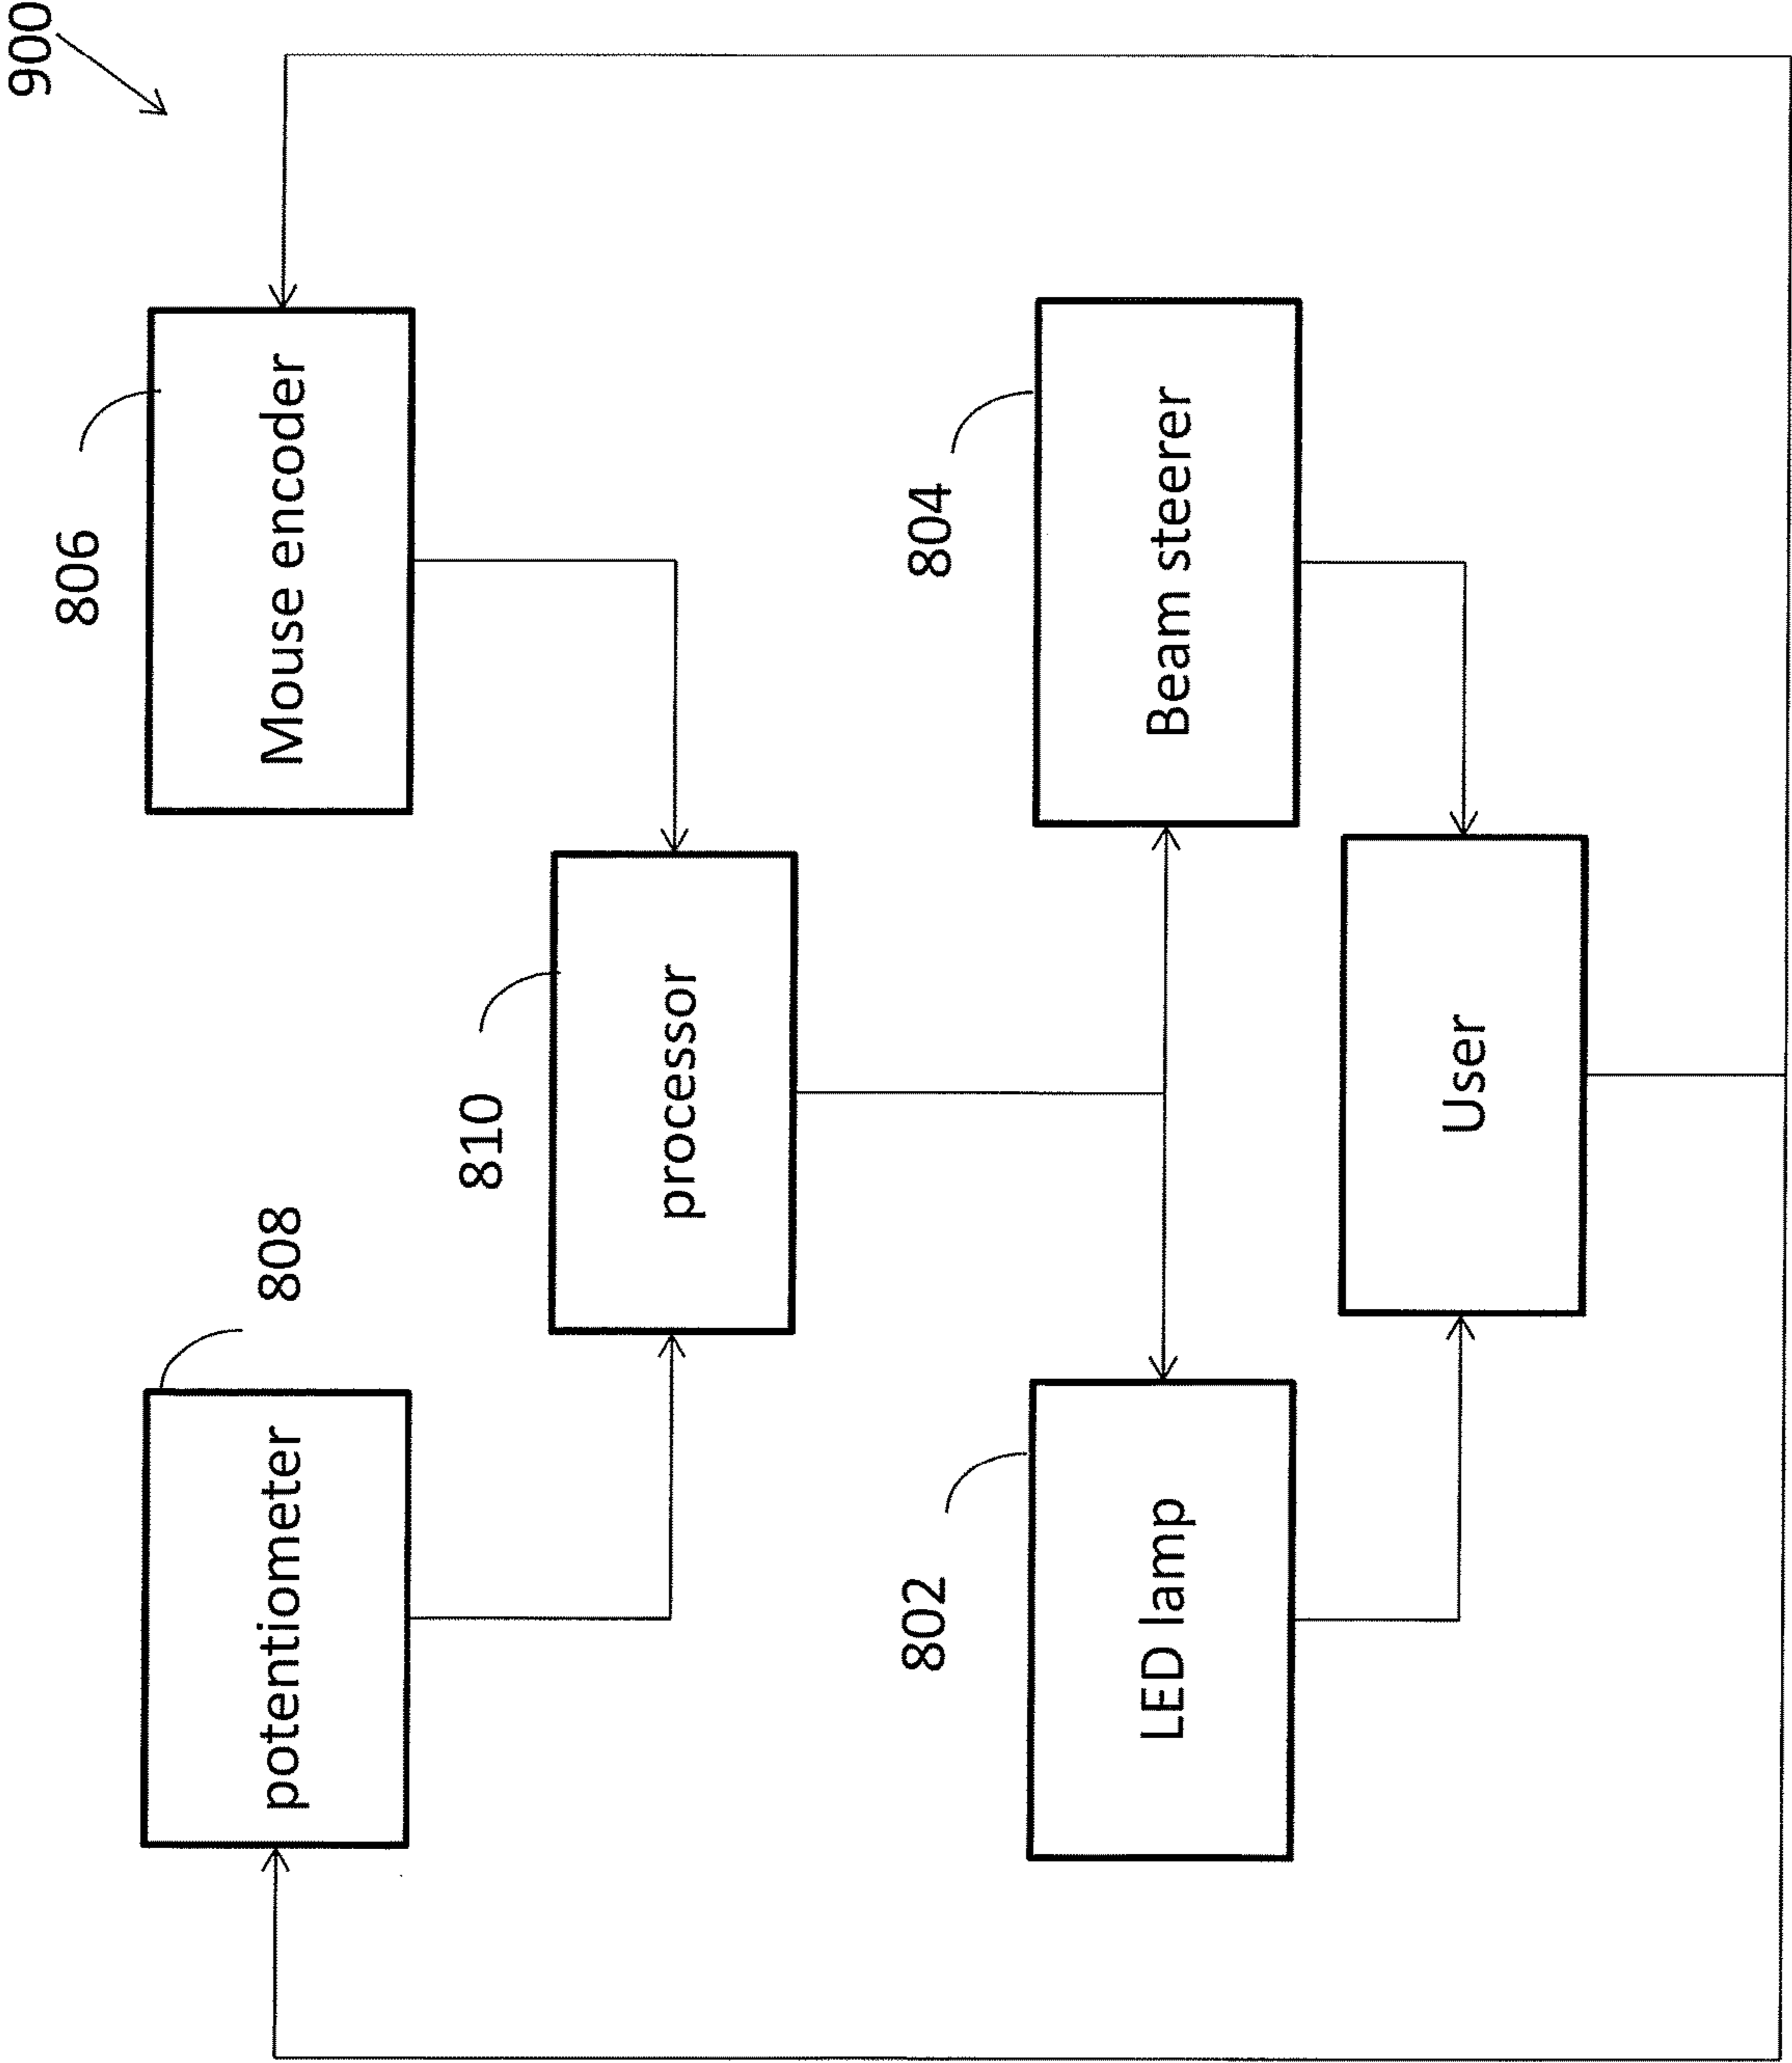 900
806
Mouse encoder
808
potentiometer
810
processor
804
Beam steerer
802
LED lamp
User